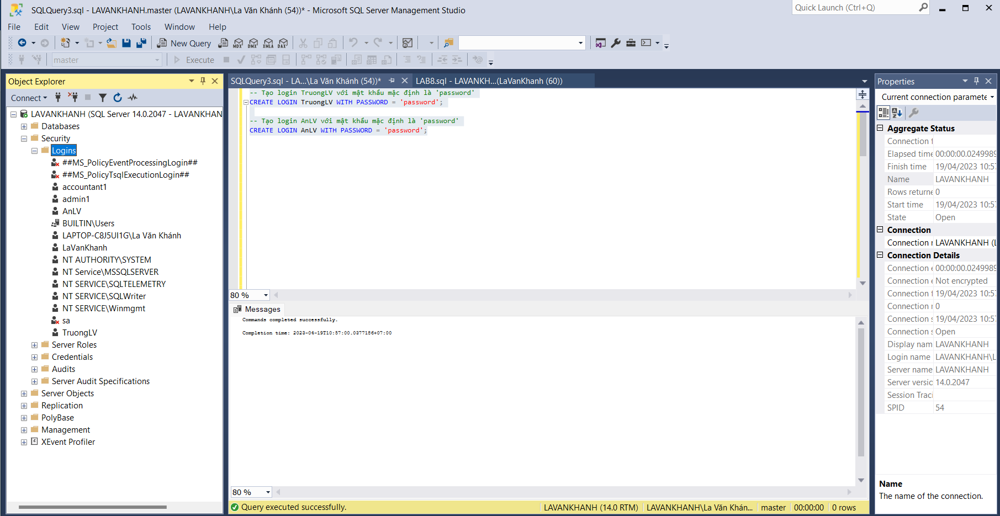 SQLQuery3.sql - LAVANKHANH.master (LAVANKHANH\La Văn Khánh (54))* - Microsoft SQL Server Management Studio
Quick Launch (Ctrl+Q)
File Edit View Project Tools Window Help
New Query MDX DMX XMLA DAX
master Execute
Object Explorer
Connect
LAVANKHANH (SQL Server 14.0.2047 - LAVANKHAN
Databases
Security
Logins
##MS_PolicyEventProcessingLogin##
##MS_PolicyTsqlExecutionLogin##
accountant1
admin1
AnLV
BUILTIN\Users
LAPTOP-C8J5UI1G\La Văn Khánh
LaVanKhanh
NT AUTHORITY\SYSTEM
NT Service\MSSQLSERVER
NT SERVICE\SQLTELEMETRY
NT SERVICE\SQLWriter
NT SERVICE\Winmgmt
sa
TruongLV
Server Roles
Credentials
Audits
Server Audit Specifications
Server Objects
Replication
PolyBase
Management
XEvent Profiler
SQLQuery3.sql - LA...\La Văn Khánh (54))* LAB8.sql - LAVANKH...(LaVanKhanh (60))
-- Tạo login TruongLV với mật khẩu mặc định là 'password'
CREATE LOGIN TruongLV WITH PASSWORD = 'password';
-- Tạo login AnLV với mật khẩu mặc định là 'password'
CREATE LOGIN AnLV WITH PASSWORD = 'password';
80 %
Messages
Commands completed successfully.
Completion time: 2023-04-19T10:57:00.0377186+07:00
80 %
Query executed successfully. LAVANKHANH (14.0 RTM) LAVANKHANH\La Văn Khán... master 00:00:00 0 rows
Properties
Current connection paramete
Aggregate Status
Connection f
Elapsed time 00:00:00.0249989
Finish time 19/04/2023 10:57
Name LAVANKHANH
Rows returne 0
Start time 19/04/2023 10:57
State Open
Connection
Connection r LAVANKHANH (L
Connection Details
Connection e 00:00:00.0249989
Connection e Not encrypted
Connection f 19/04/2023 10:57
Connection r 0
Connection s 19/04/2023 10:57
Connection s Open
Display nam LAVANKHANH
Login name LAVANKHANH\L
Server name LAVANKHANH
Server versio 14.0.2047
Session Traci
SPID 54
Name
The name of the connection.